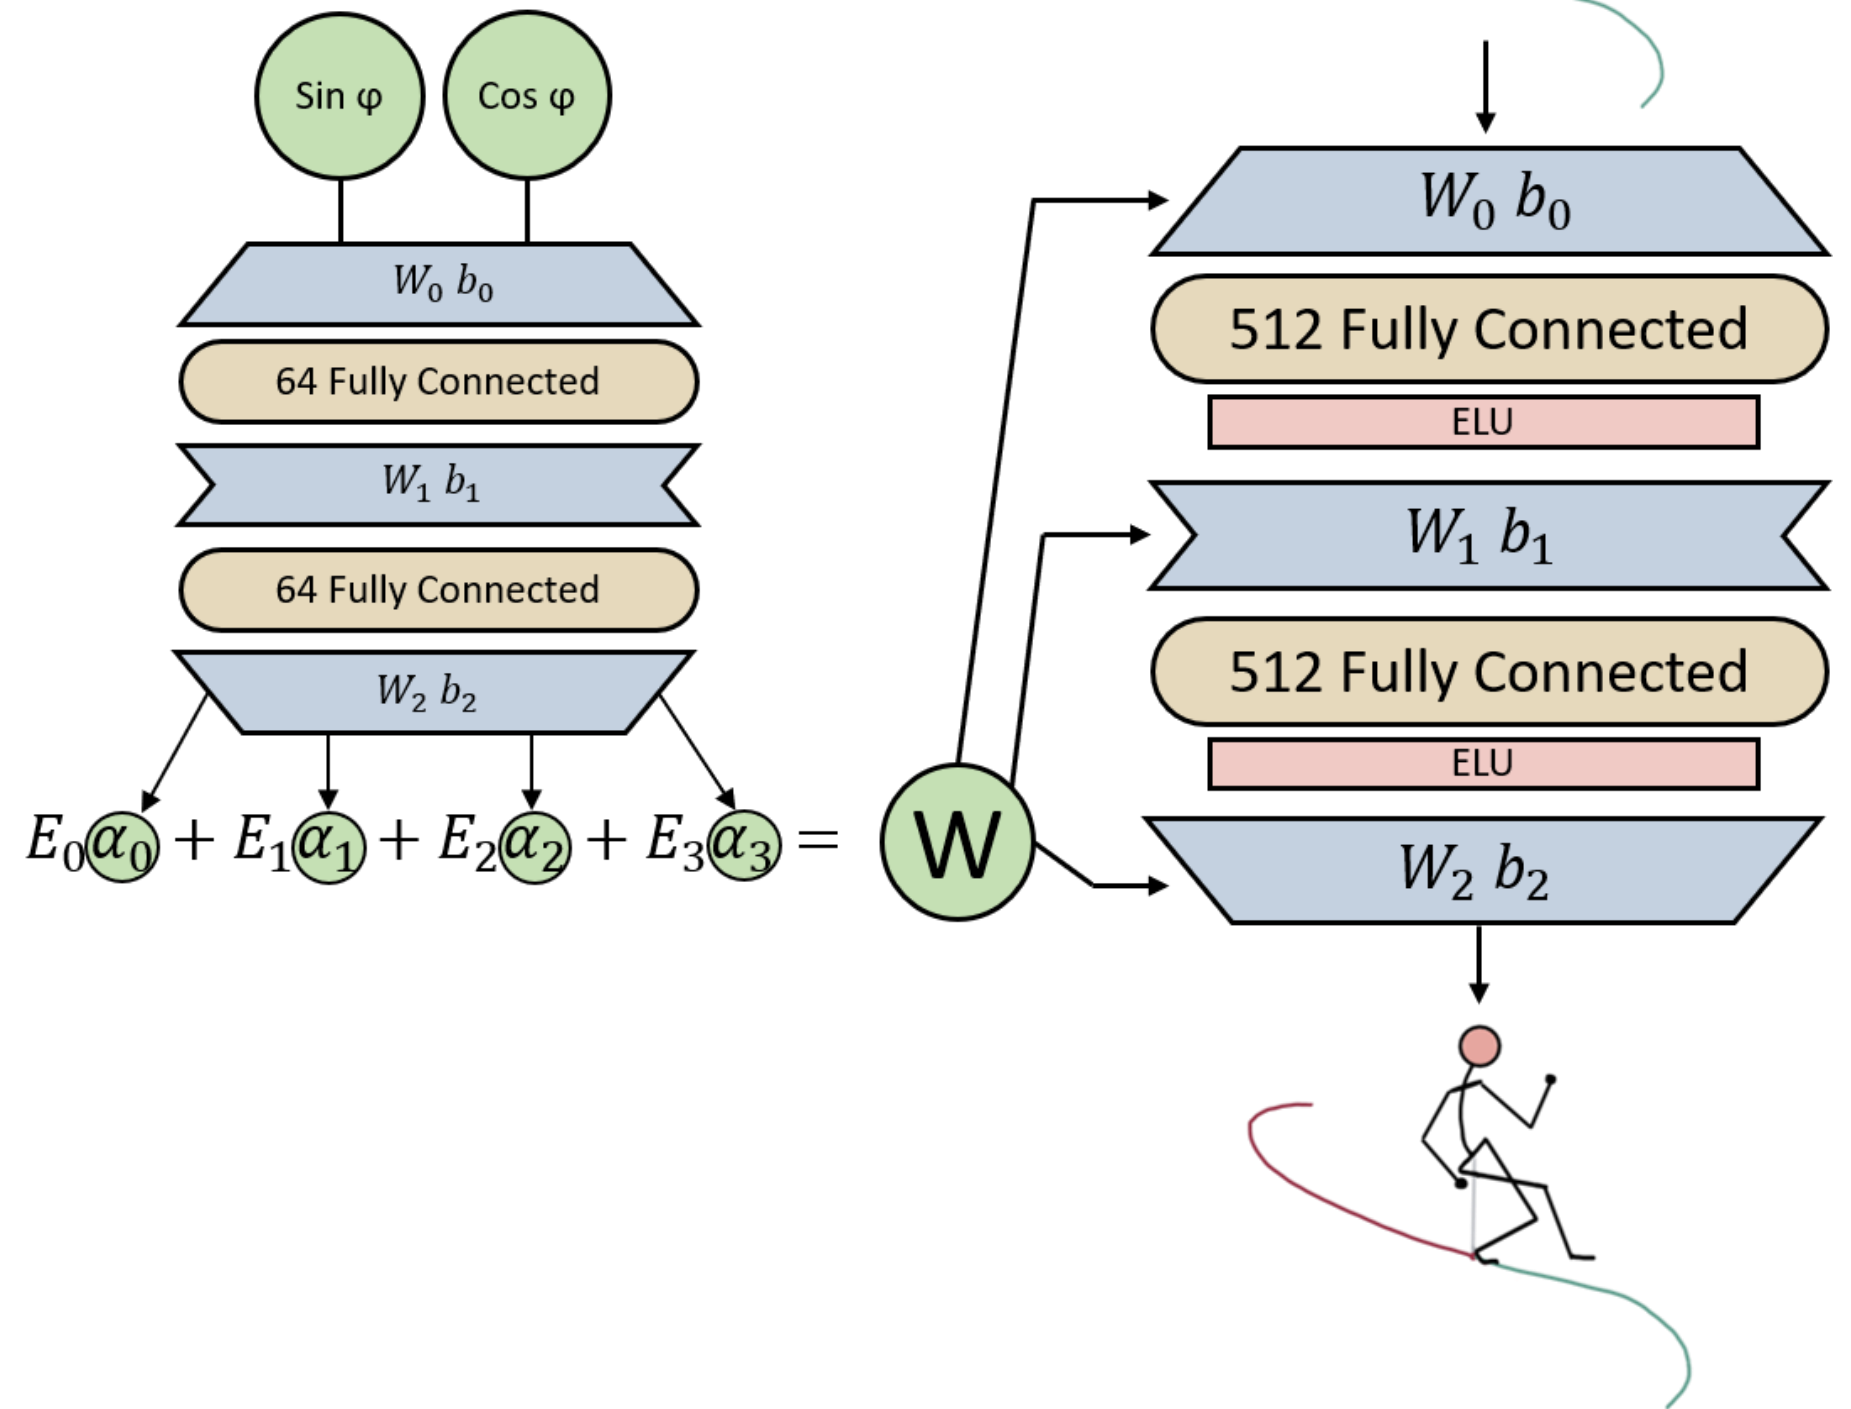 Sin φ Cos φ
W₀ b₀
64 Fully Connected
W₁ b₁
64 Fully Connected
W₂ b₂
E₀α₀ + E₁α₁ + E₂α₂ + E₃α₃ =
W
W₀ b₀
512 Fully Connected
ELU
W₁ b₁
512 Fully Connected
ELU
W₂ b₂